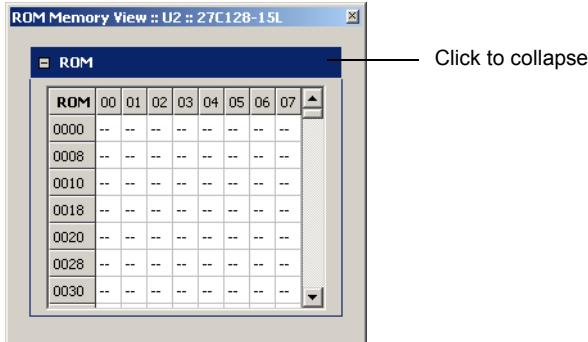 ROM Memory View :: U2 :: 27C128-15L
ROM
Click to collapse
ROM 00 01 02 03 04 05 06 07
0000 -- -- -- -- -- -- -- --
0008 -- -- -- -- -- -- -- --
0010 -- -- -- -- -- -- -- --
0018 -- -- -- -- -- -- -- --
0020 -- -- -- -- -- -- -- --
0028 -- -- -- -- -- -- -- --
0030 -- -- -- -- -- -- -- --